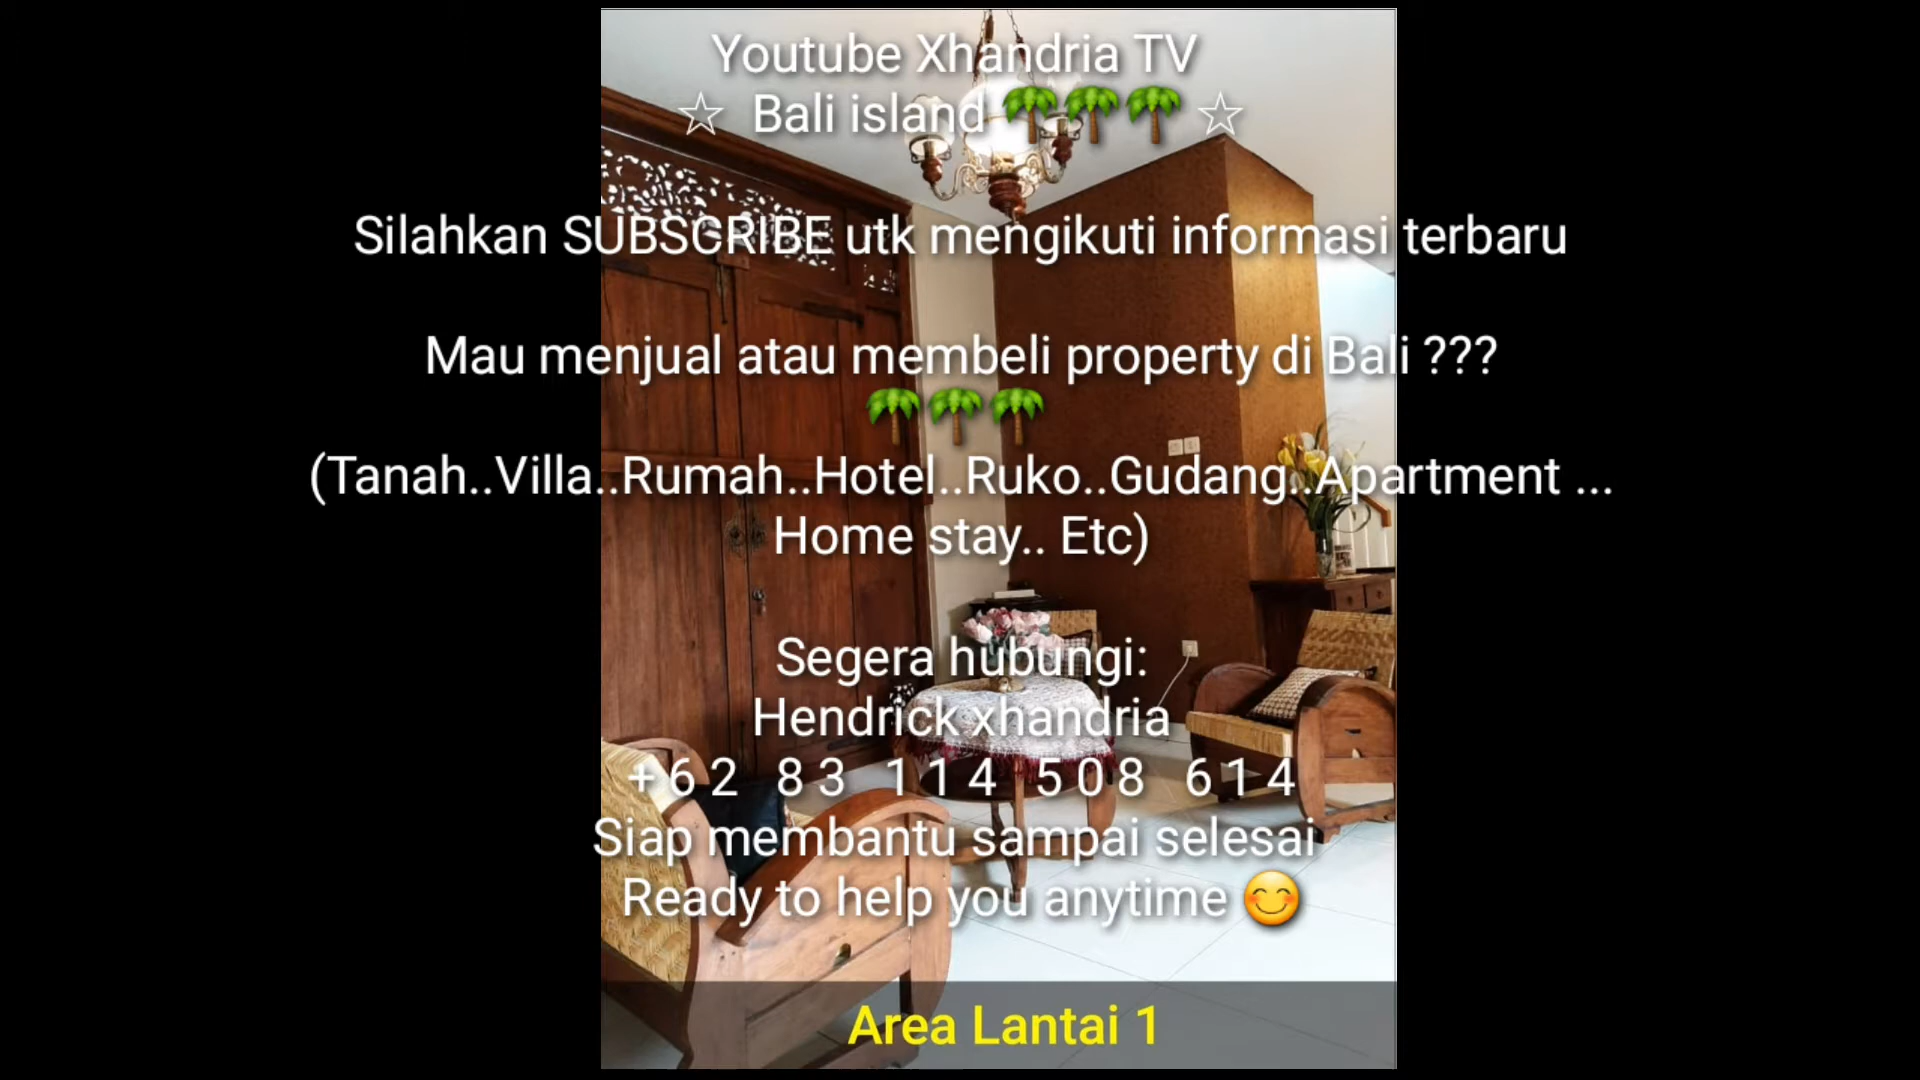 Youtube Xhandria TV
☆ Bali island 🌴🌴🌴 ☆
Silahkan SUBSCRIBE utk mengikuti informasi terbaru
Mau menjual atau membeli property di Bali ???
🌴🌴🌴
(Tanah..Villa..Rumah..Hotel..Ruko..Gudang..Apartment ...
Home stay.. Etc)
Segera hubungi:
Hendrick xhandria
+62 83 114 508 614
Siap membantu sampai selesai
Ready to help you anytime 😊
Area Lantai 1